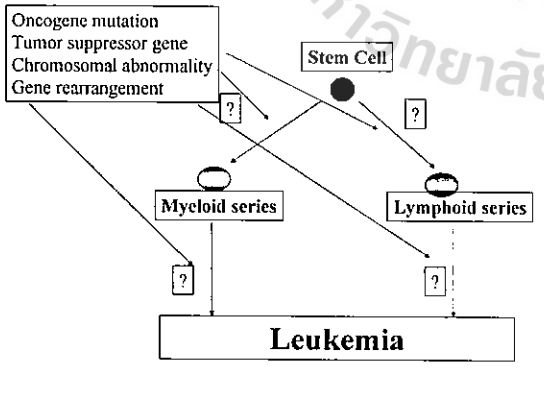 Oncogene mutation
Tumor suppressor gene
Chromosomal abnormality
Gene rearrangement
Stem Cell
?
?
Myeloid series
Lymphoid series
?
?
Leukemia